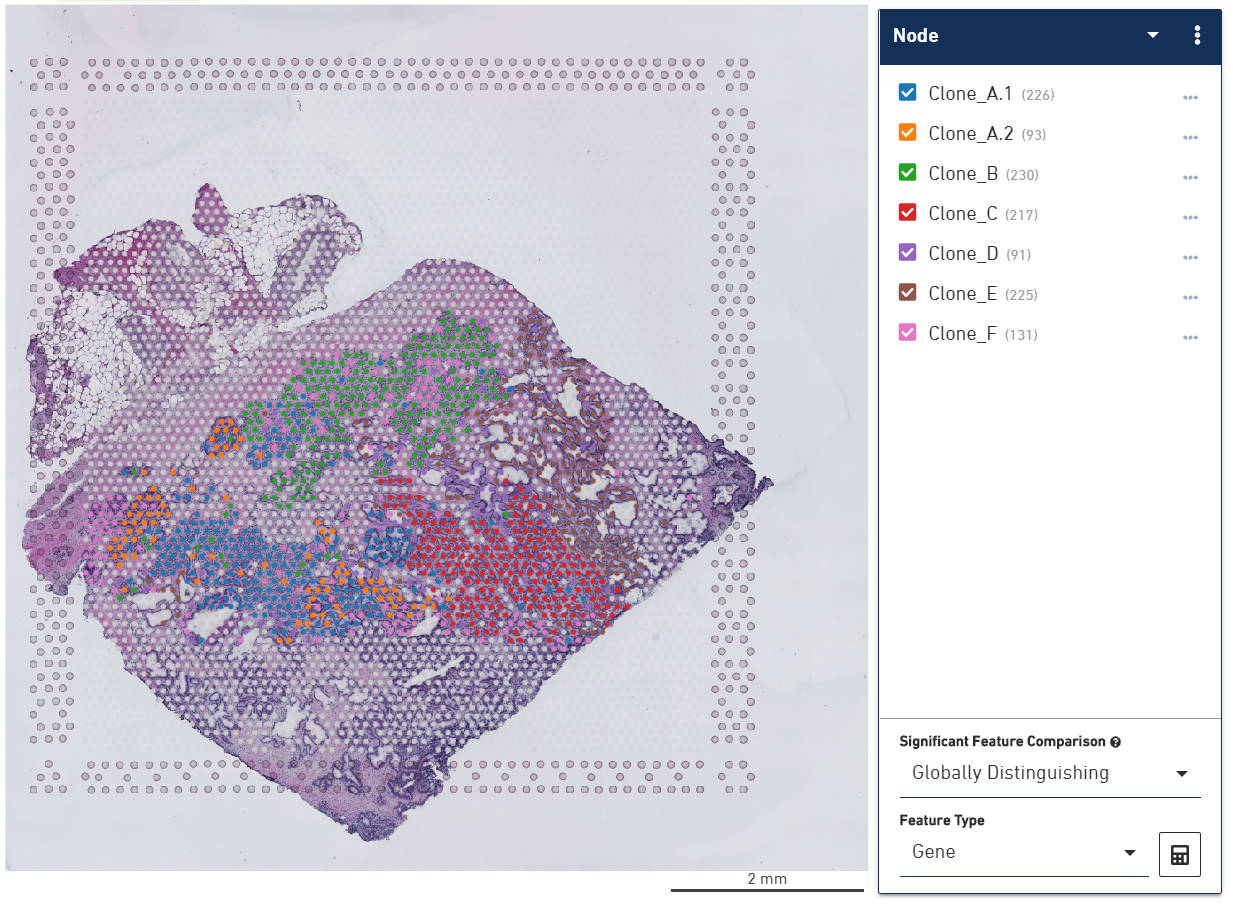 Node
Clone_A.1 (226)
Clone_A.2 (93)
Clone_B (230)
Clone_C (217)
Clone_D (91)
Clone_E (225)
Clone_F (131)
Significant Feature Comparison
Globally Distinguishing
Feature Type
Gene
2 mm